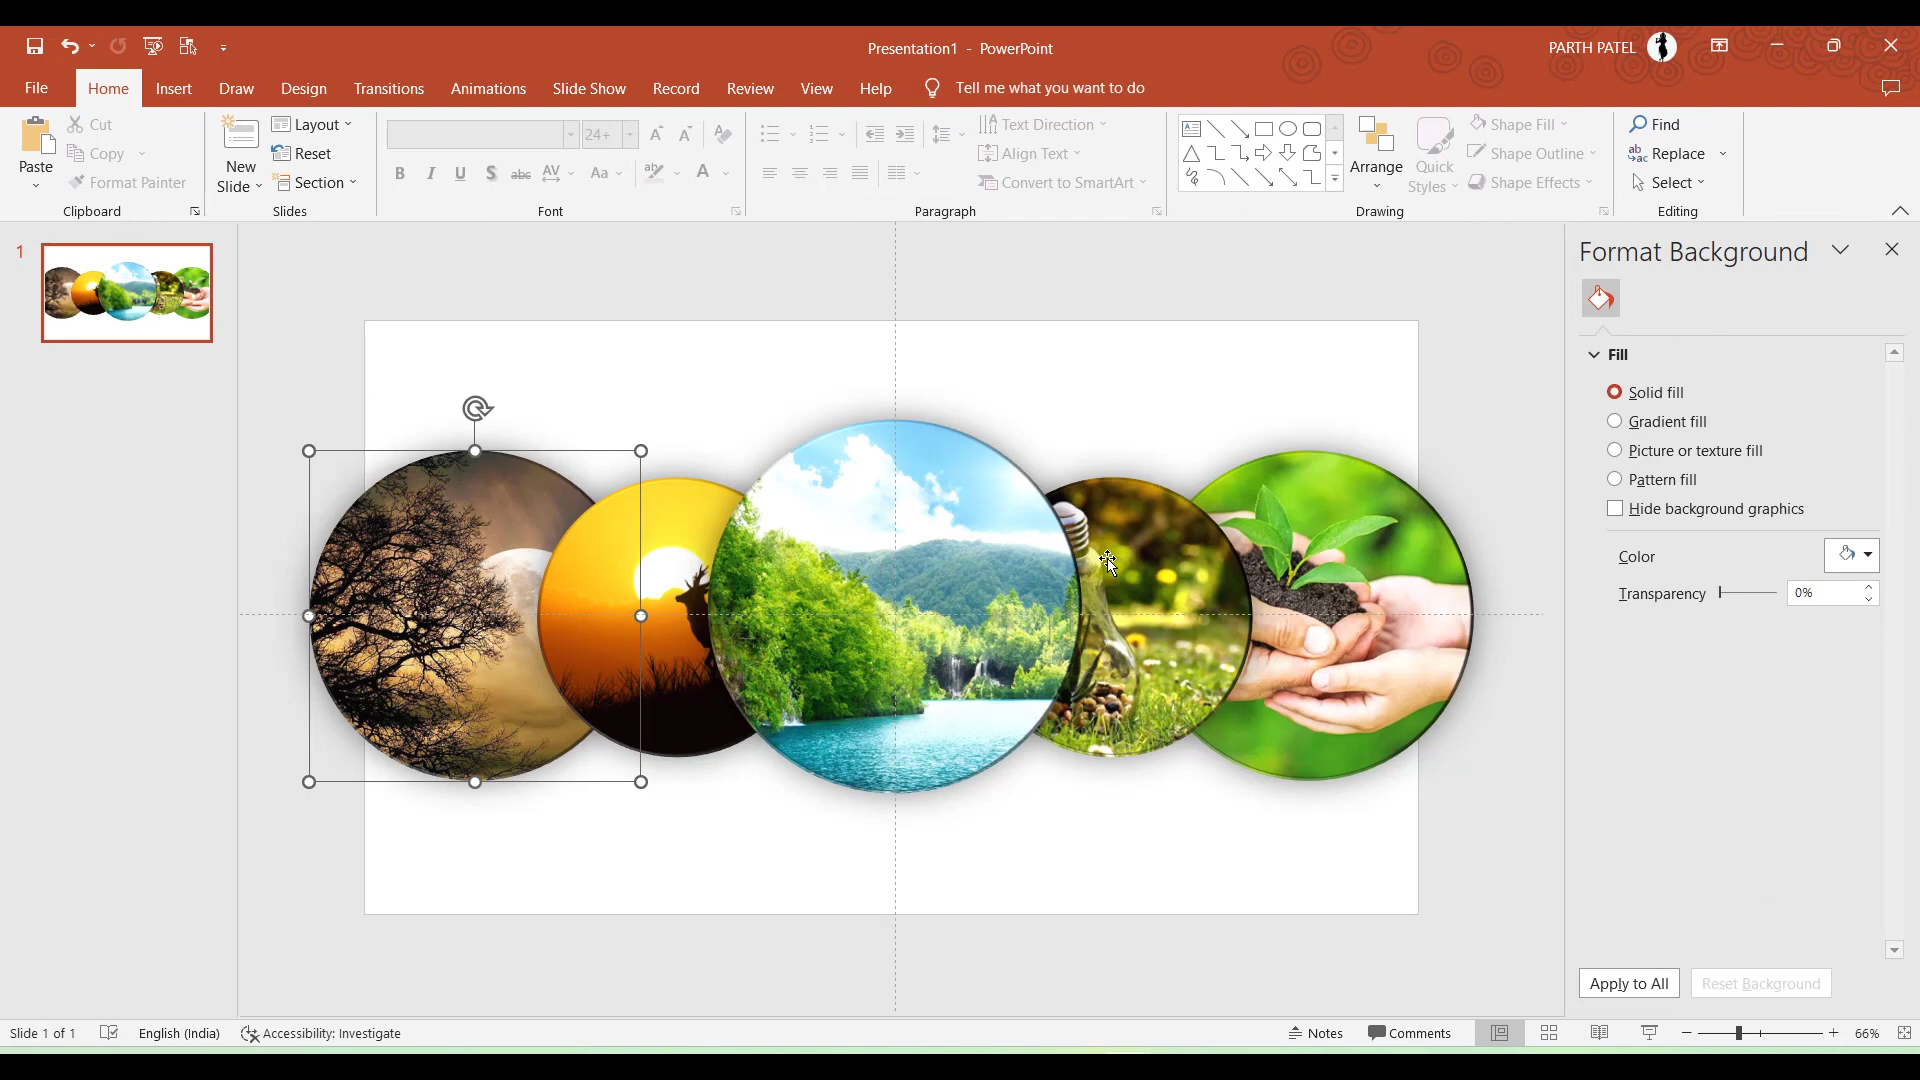 Presentation1 - PowerPoint
PARTH PATEL
File Home Insert Draw Design Transitions Animations Slide Show Record Review View Help Tell me what you want to do
Paste
Cut
Copy
Format Painter
Clipboard
New Slide
Layout
Reset
Section
Slides
24+
B I U S abc AV Aa A
Font
Text Direction
Align Text
Convert to SmartArt
Paragraph
Arrange
Quick Styles
Shape Fill
Shape Outline
Shape Effects
Drawing
Find
Replace
Select
Editing
1
Format Background
Fill
Solid fill
Gradient fill
Picture or texture fill
Pattern fill
Hide background graphics
Color
Transparency 0%
Apply to All Reset Background
Slide 1 of 1 English (India) Accessibility: Investigate Notes Comments 66%